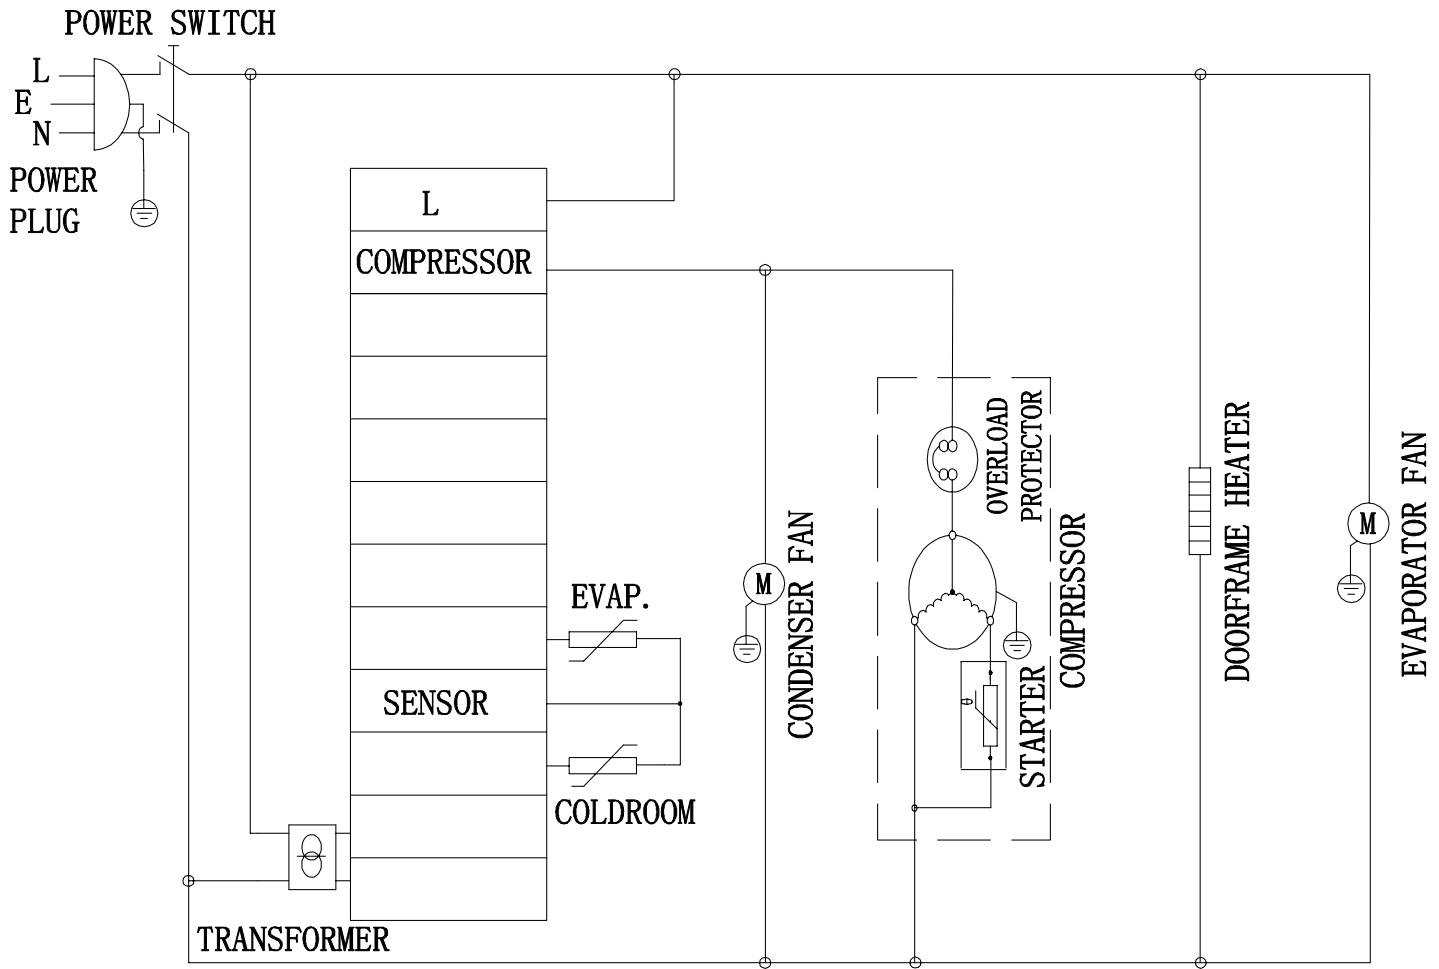 POWER SWITCH
L
E
N
POWER
PLUG
L
COMPRESSOR
OVERLOAD
PROTECTOR
COMPRESSOR
STARTER
M
CONDENSER FAN
DOORFRAME HEATER
M
EVAPORATOR FAN
EVAP.
SENSOR
COLDROOM
TRANSFORMER